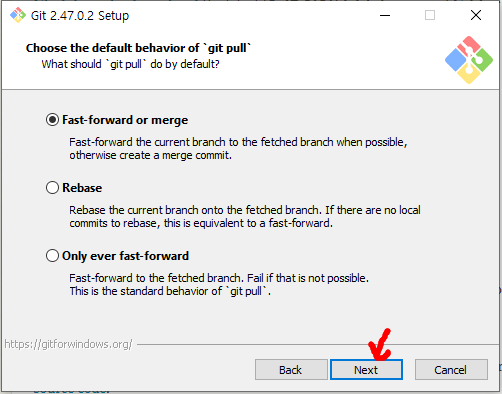 Git 2.47.0.2 Setup
Choose the default behavior of `git pull`
What should `git pull` do by default?
Fast-forward or merge
Fast-forward the current branch to the fetched branch when possible,
otherwise create a merge commit.
Rebase
Rebase the current branch onto the fetched branch. If there are no local
commits to rebase, this is equivalent to a fast-forward.
Only ever fast-forward
Fast-forward to the fetched branch. Fail if that is not possible.
This is the standard behavior of `git pull`.
https://gitforwindows.org/
Back Next Cancel